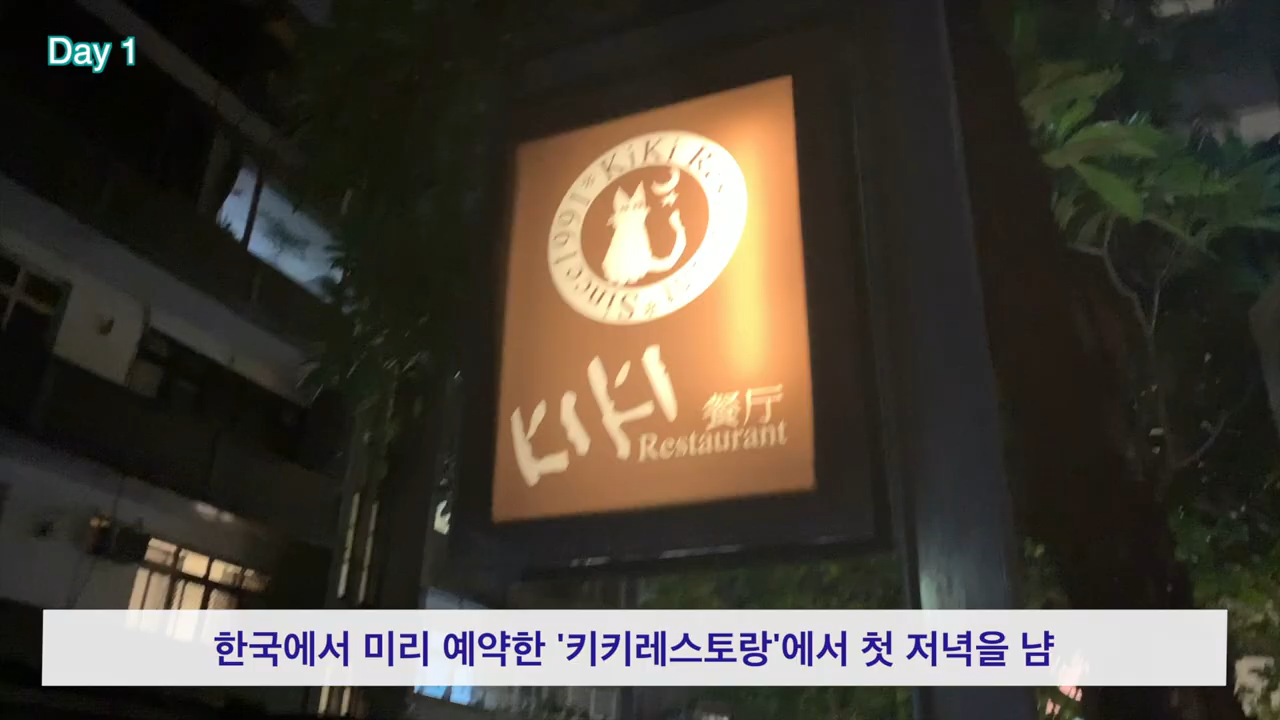 Day 1
KiKi
Since1991
KiKi
餐厅
Restaurant
한국에서 미리 예약한 '키키레스토랑'에서 첫 저녁을 냠